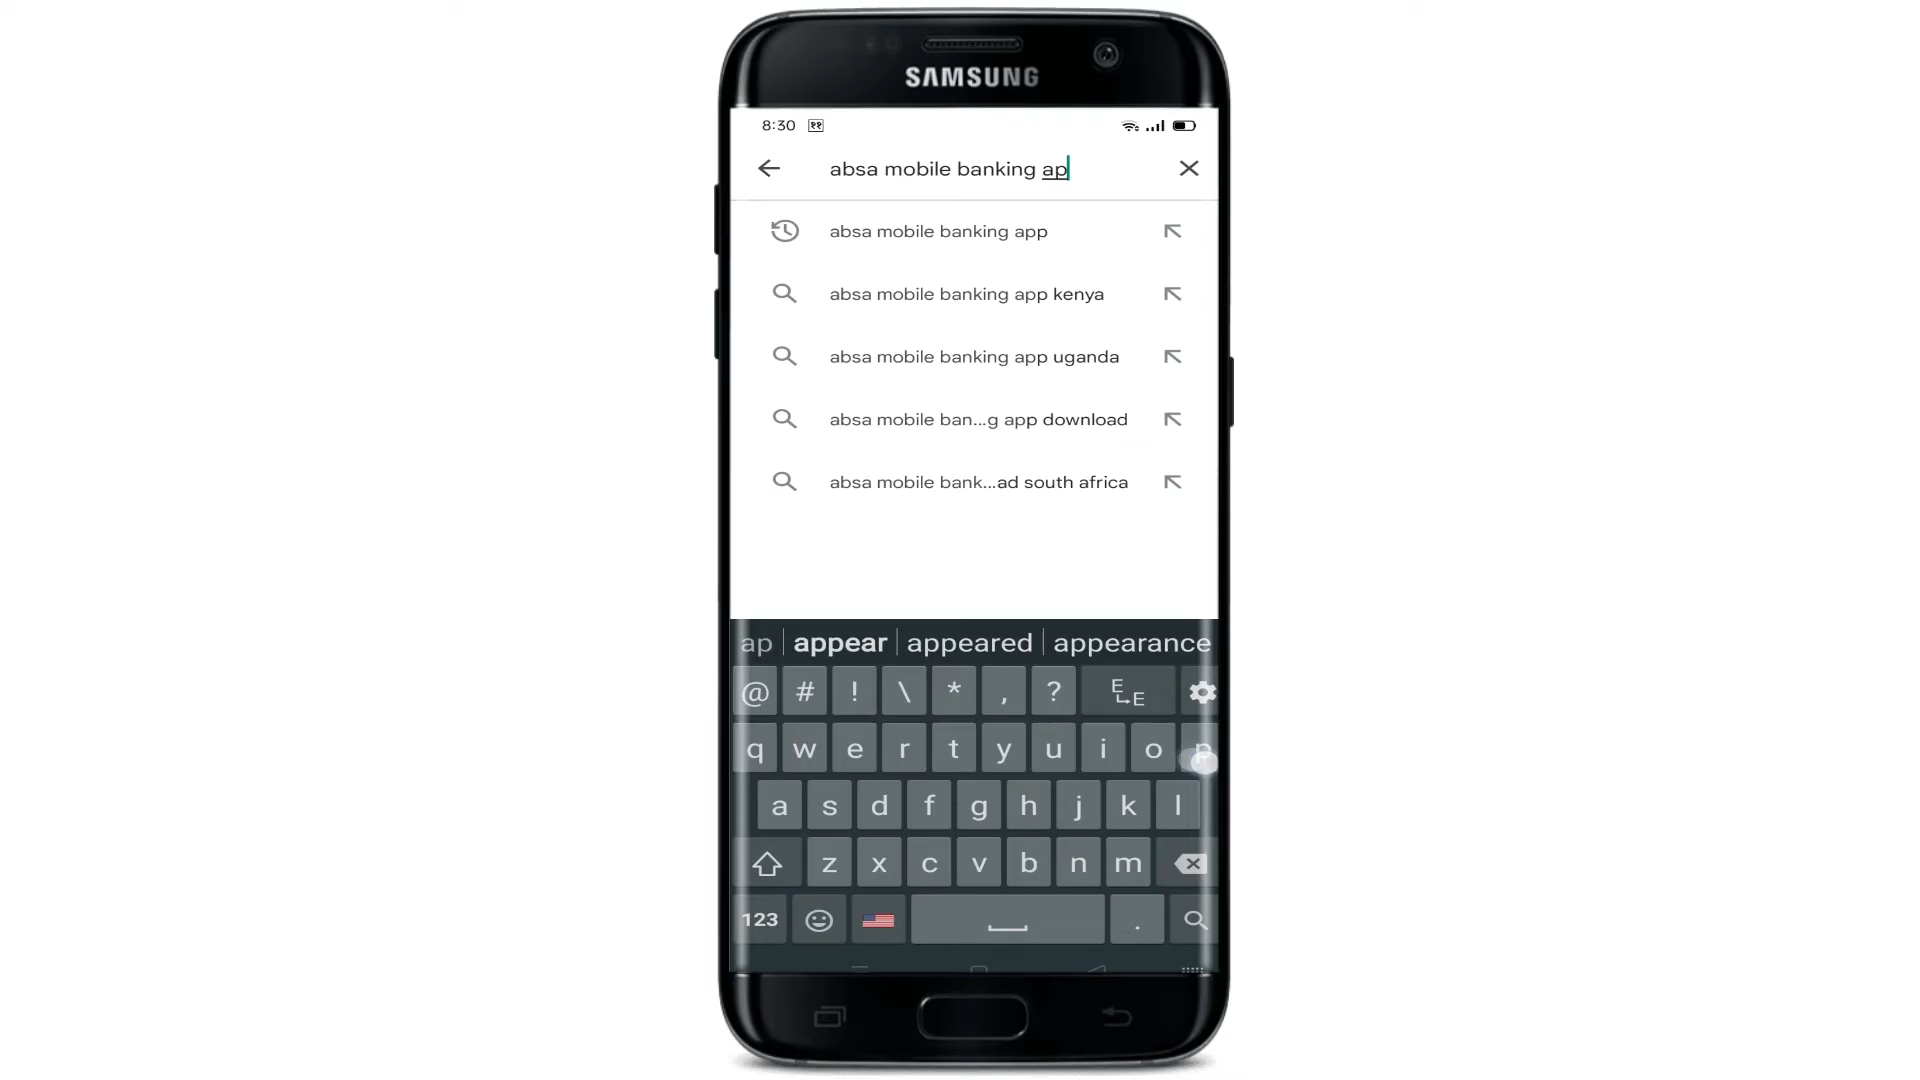 SAMSUNG
8:30
absa mobile banking ap
absa mobile banking app
absa mobile banking app kenya
absa mobile banking app uganda
absa mobile ban...g app download
absa mobile bank...ad south africa
ap appear appeared appearance
@ # ! \ * , ? E E
q w e r t y u i o p
a s d f g h j k l
z x c v b n m
123 .